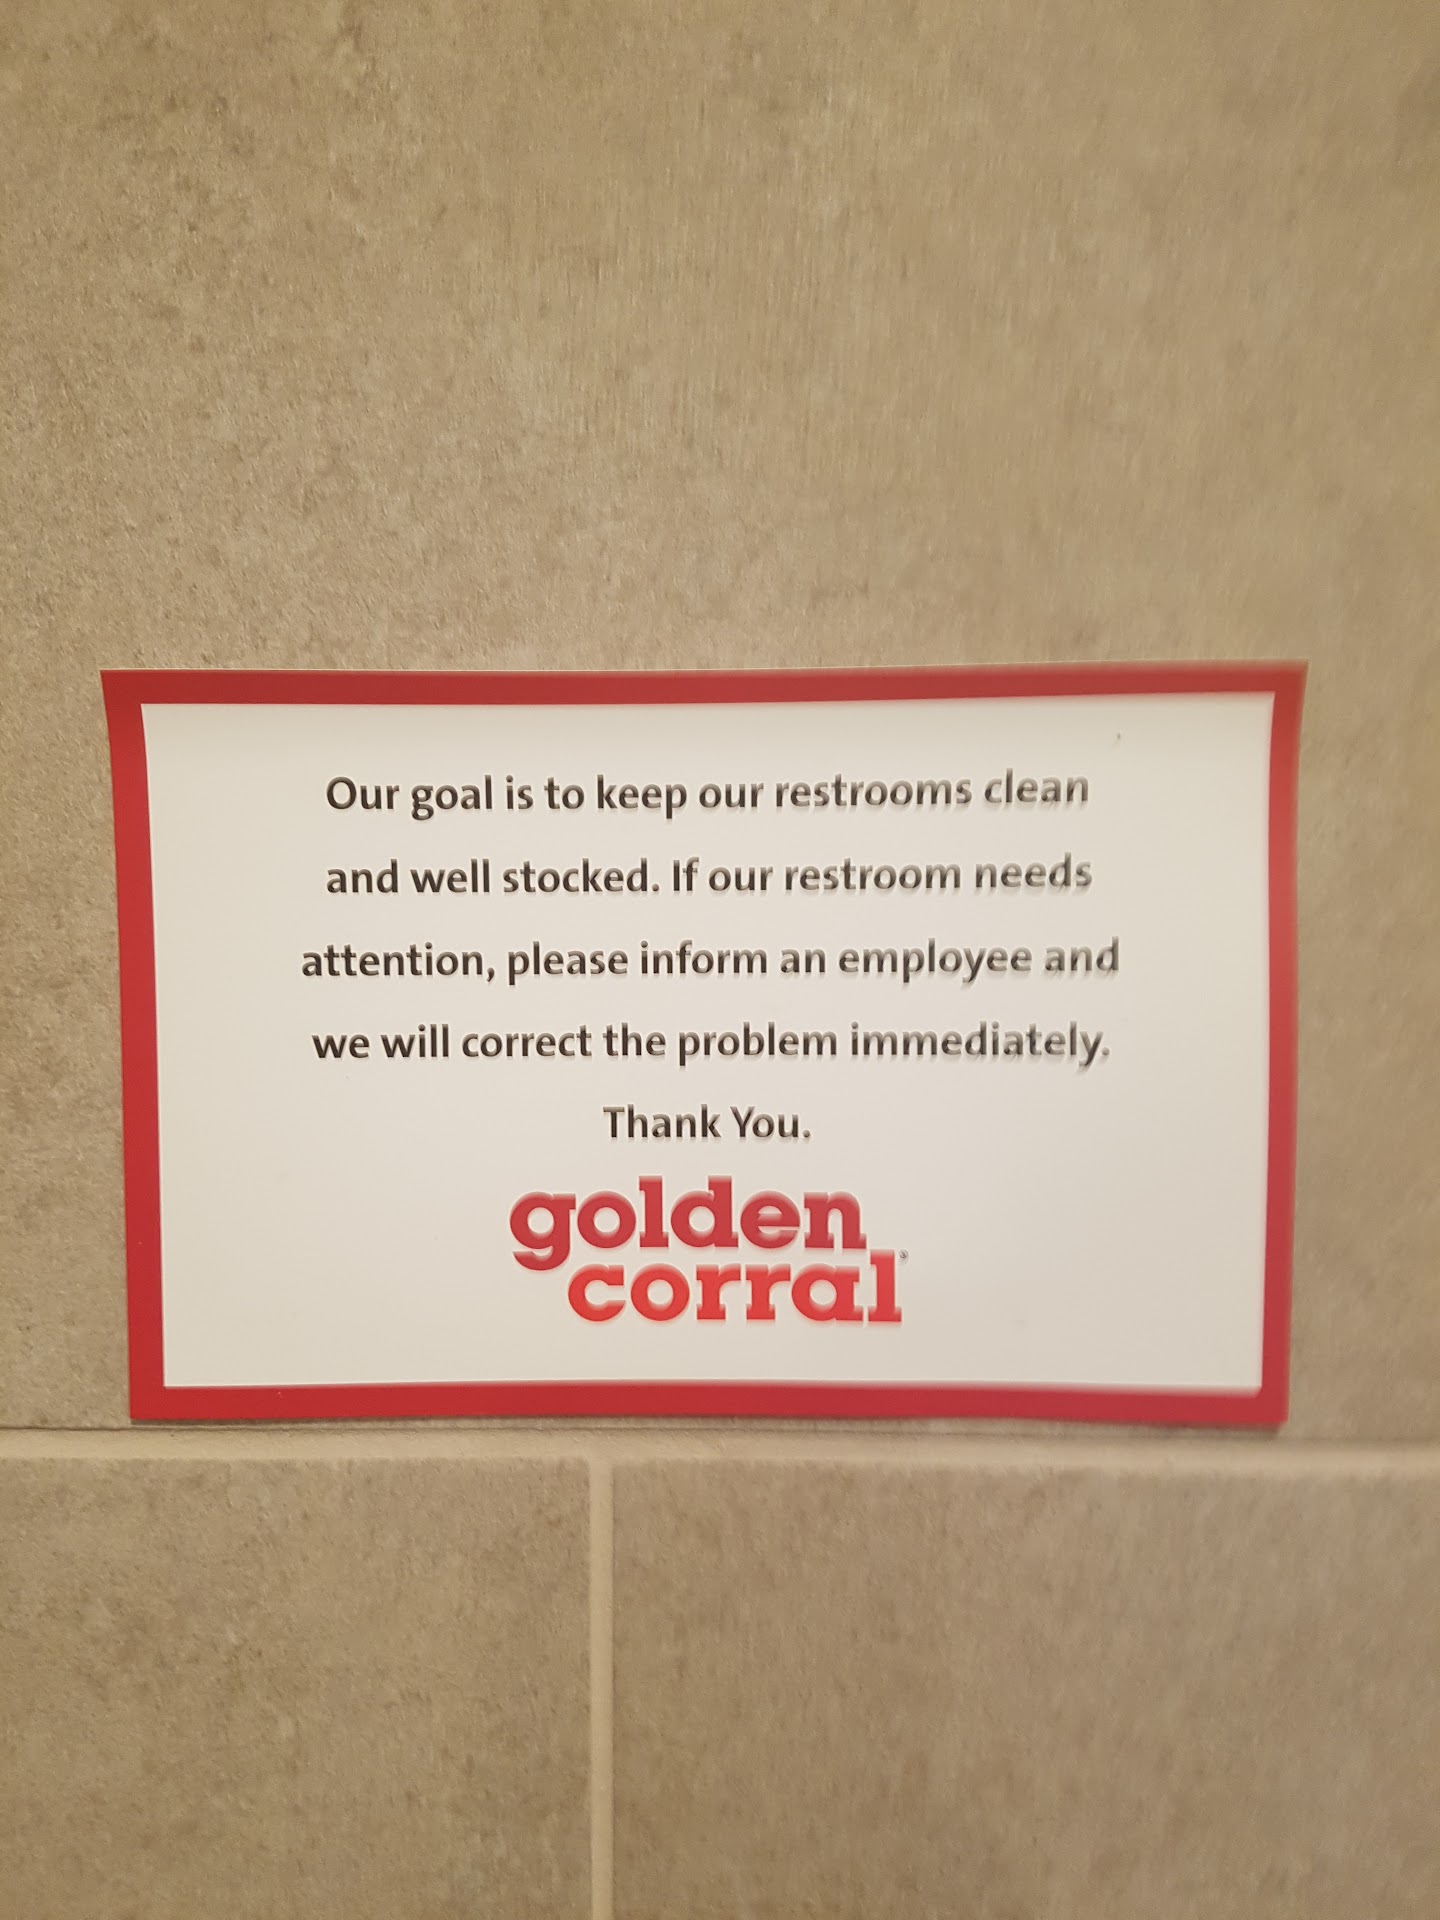 Our goal is to keep our restrooms clean
and well stocked. If our restroom needs
attention, please inform an employee and
we will correct the problem immediately.
Thank You.
golden
corral®